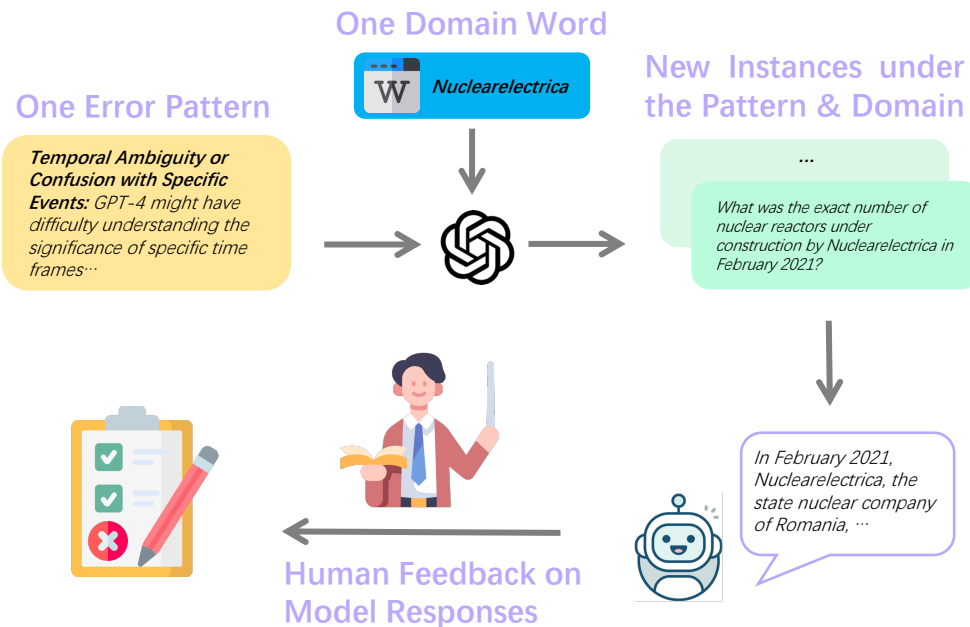 One Domain Word
W
Nuclearelectrica
One Error Pattern
Temporal Ambiguity or
Confusion with Specific
Events: GPT-4 might have
difficulty understanding the
significance of specific time
frames…
New Instances under
the Pattern & Domain
...
What was the exact number of
nuclear reactors under
construction by Nuclearelectrica in
February 2021?
In February 2021,
Nuclearelectrica, the
state nuclear company
of Romania, …
Human Feedback on
Model Responses